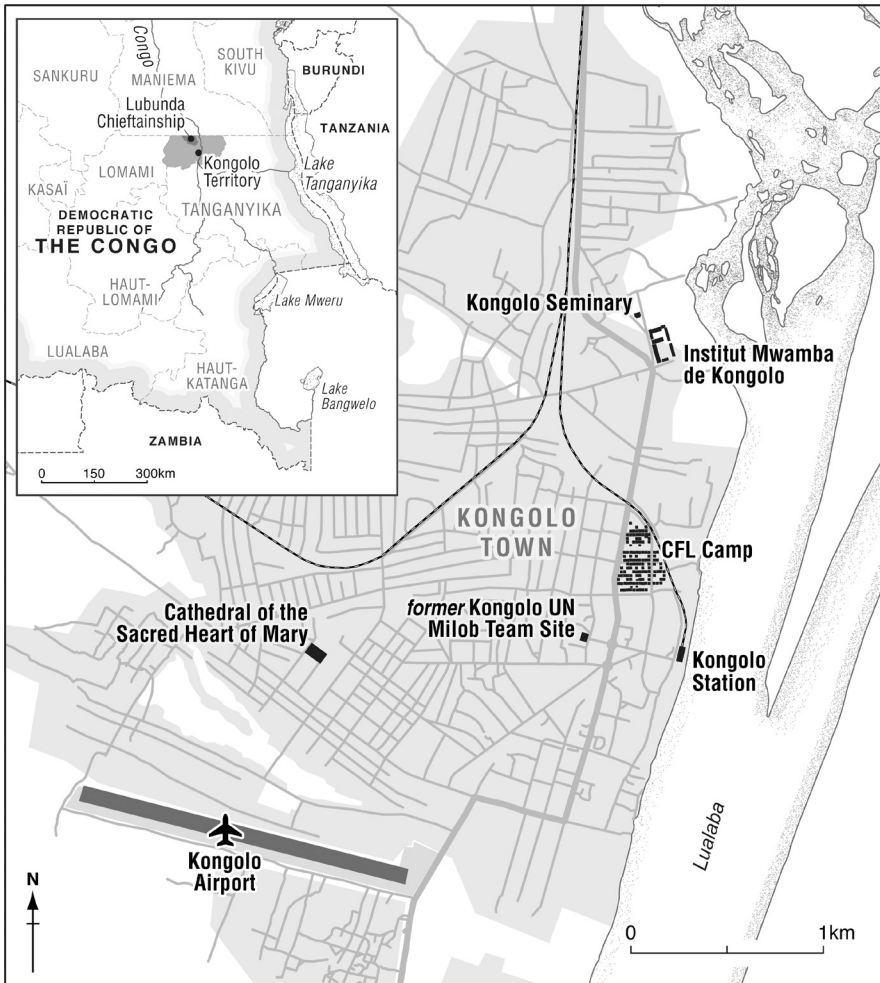 Congo
SOUTH
KIVU
SANKURU
MANIEMA
BURUNDI
Lubunda
Chieftainship
TANZANIA
LOMAMI
Kongolo
Territory
Lake
Tanganyika
KASAÏ
TANGANYIKA
DEMOCRATIC
REPUBLIC OF
THE CONGO
HAUT-
LOMAMI
Lake Mweru
LUALABA
HAUT-
KATANGA
Lake
Bangwelo
ZAMBIA
0 150 300km
Kongolo Seminary
Institut Mwamba
de Kongolo
KONGOLO
TOWN
CFL Camp
Cathedral of the
Sacred Heart of Mary
former Kongolo UN
Milob Team Site
Kongolo
Station
Lualaba
Kongolo
Airport
N
0 1km